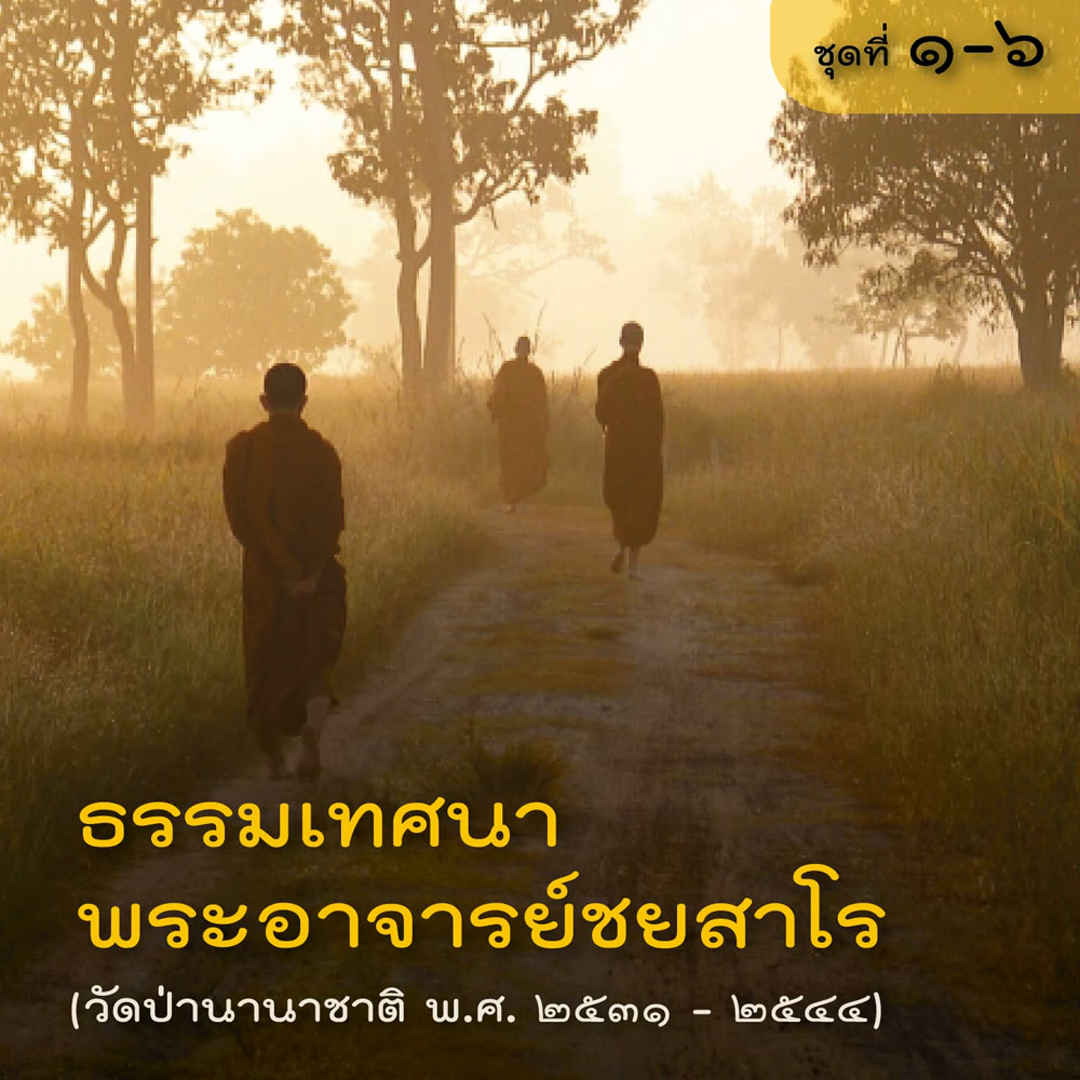 ชุดที่ ๑-๖
ธรรมเทศนา
พระอาจารย์ชยสาโร
(วัดป่านานาชาติ พ.ศ. ๒๕๓๑ - ๒๕๔๔)